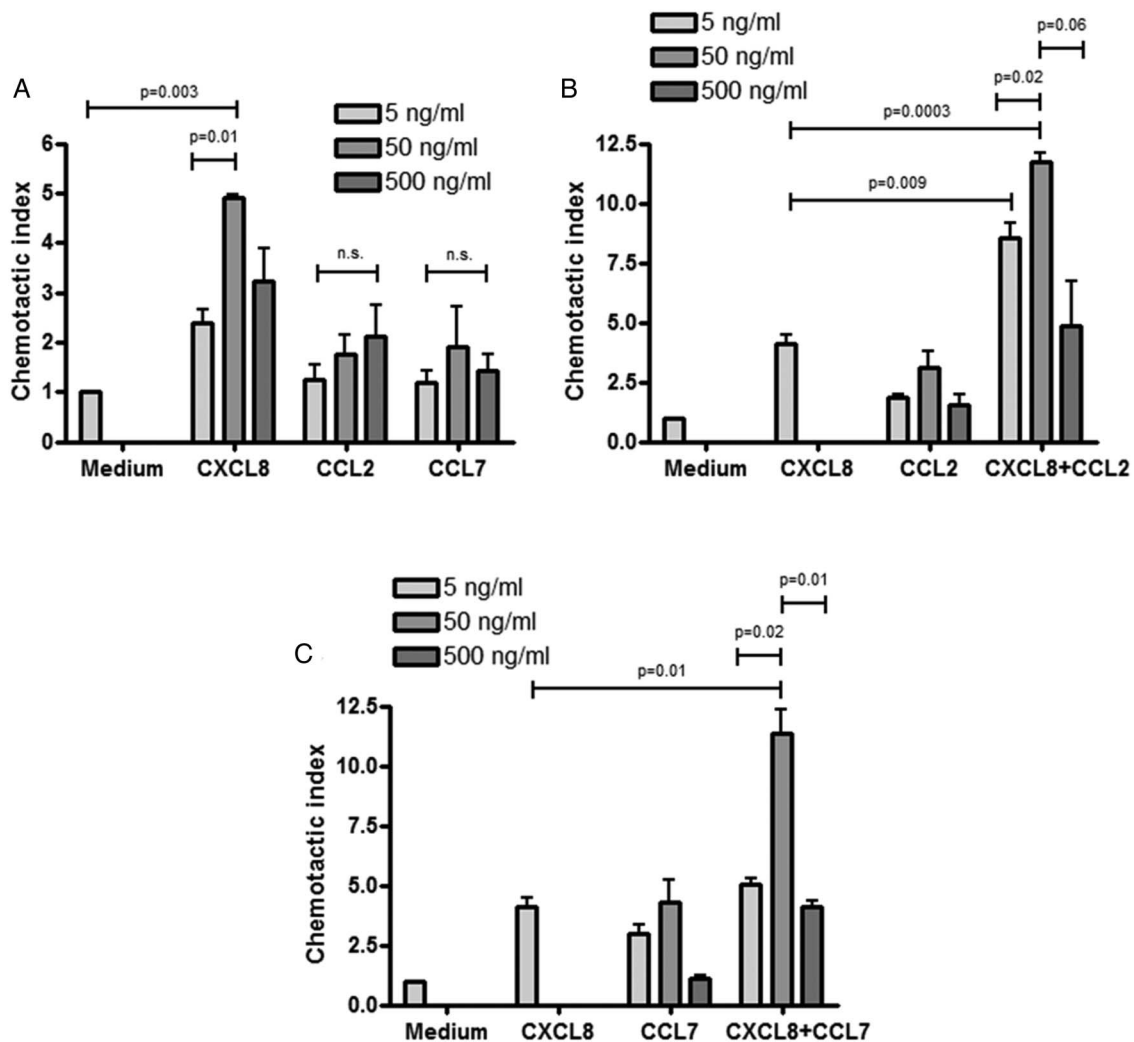 A
p=0.003
p=0.01
5 ng/ml
50 ng/ml
500 ng/ml
n.s.
n.s.
Chemotactic index
6
5
4
3
2
1
0
Medium CXCL8 CCL2 CCL7
B
5 ng/ml
50 ng/ml
500 ng/ml
p=0.06
p=0.02
p=0.0003
p=0.009
Chemotactic index
12.5
10.0
7.5
5.0
2.5
0.0
Medium CXCL8 CCL2 CXCL8+CCL2
C
5 ng/ml
50 ng/ml
500 ng/ml
p=0.01
p=0.02
p=0.01
Chemotactic index
12.5
10.0
7.5
5.0
2.5
0.0
Medium CXCL8 CCL7 CXCL8+CCL7